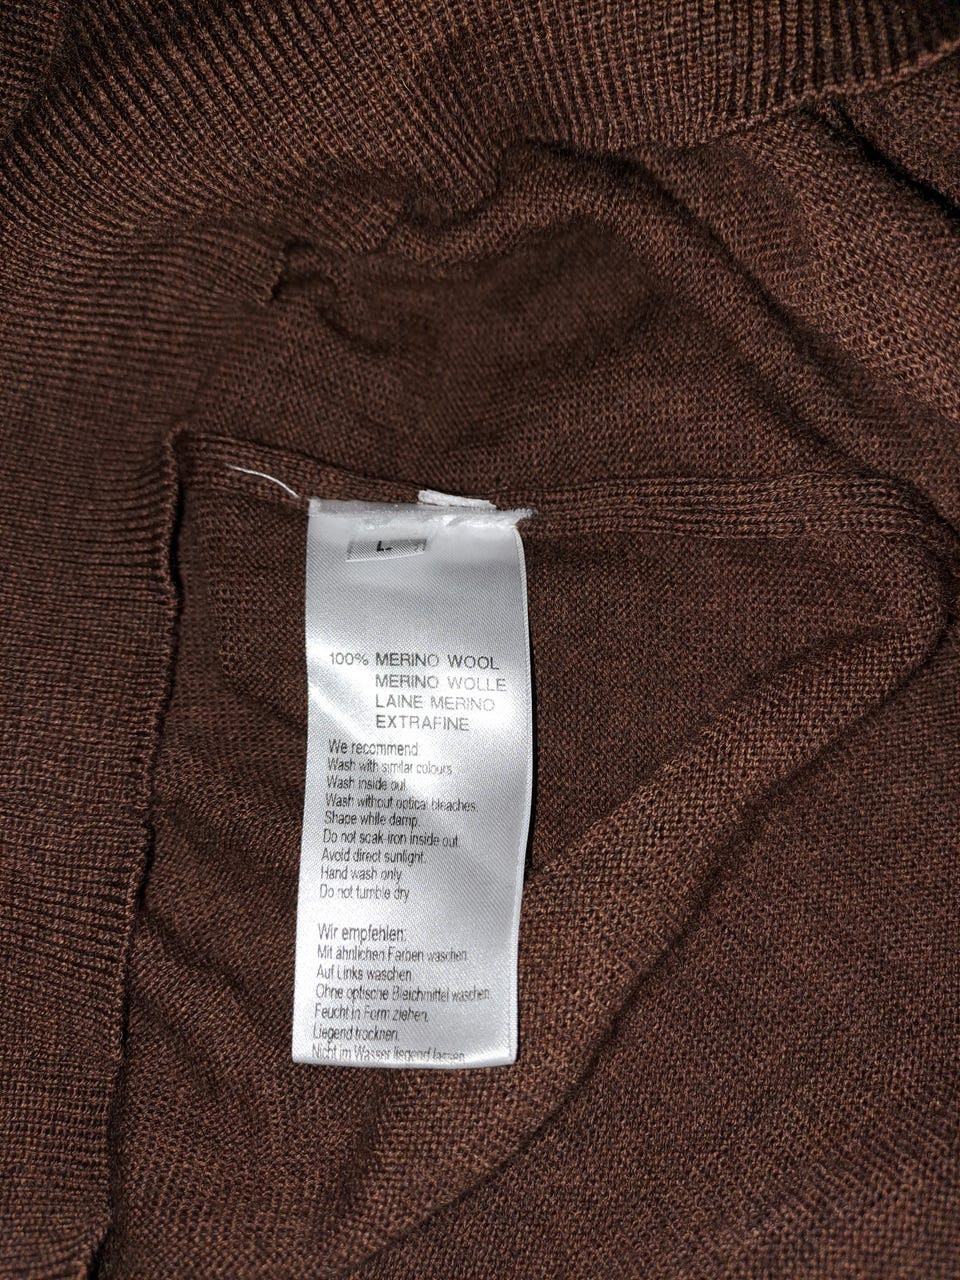 L
100% MERINO WOOL
MERINO WOLLE
LAINE MERINO
EXTRAFINE
We recommend:
Wash with similar colours
Wash inside out
Wash without optical bleaches.
Shape while damp.
Do not soak-iron inside out
Avoid direct sunlight.
Hand wash only
Do not tumble dry
Wir empfehlen:
Mit ähnlichen Farben waschen
Auf Links waschen
Ohne optische Bleichmittel waschen
Feucht in Form ziehen.
Liegend trocknen.
Nicht im Wasser liegend lassen